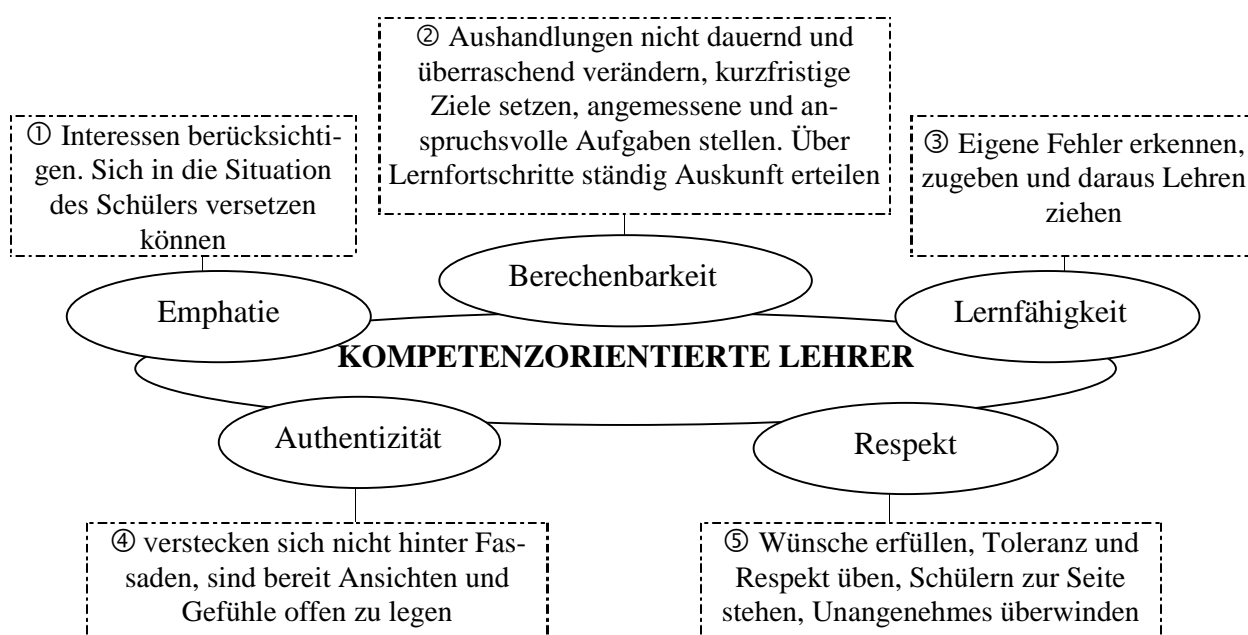 ② Aushandlungen nicht dauernd und
überraschend verändern, kurzfristige
Ziele setzen, angemessene und an-
spruchsvolle Aufgaben stellen. Über
Lernfortschritte ständig Auskunft erteilen
① Interessen berücksichti-
gen. Sich in die Situation
des Schülers versetzen
können
③ Eigene Fehler erkennen,
zugeben und daraus Lehren
ziehen
Emphatie
Berechenbarkeit
Lernfähigkeit
KOMPETENZORIENTIERTE LEHRER
Authentizität
Respekt
④ verstecken sich nicht hinter Fas-
saden, sind bereit Ansichten und
Gefühle offen zu legen
⑤ Wünsche erfüllen, Toleranz und
Respekt üben, Schülern zur Seite
stehen, Unangenehmes überwinden